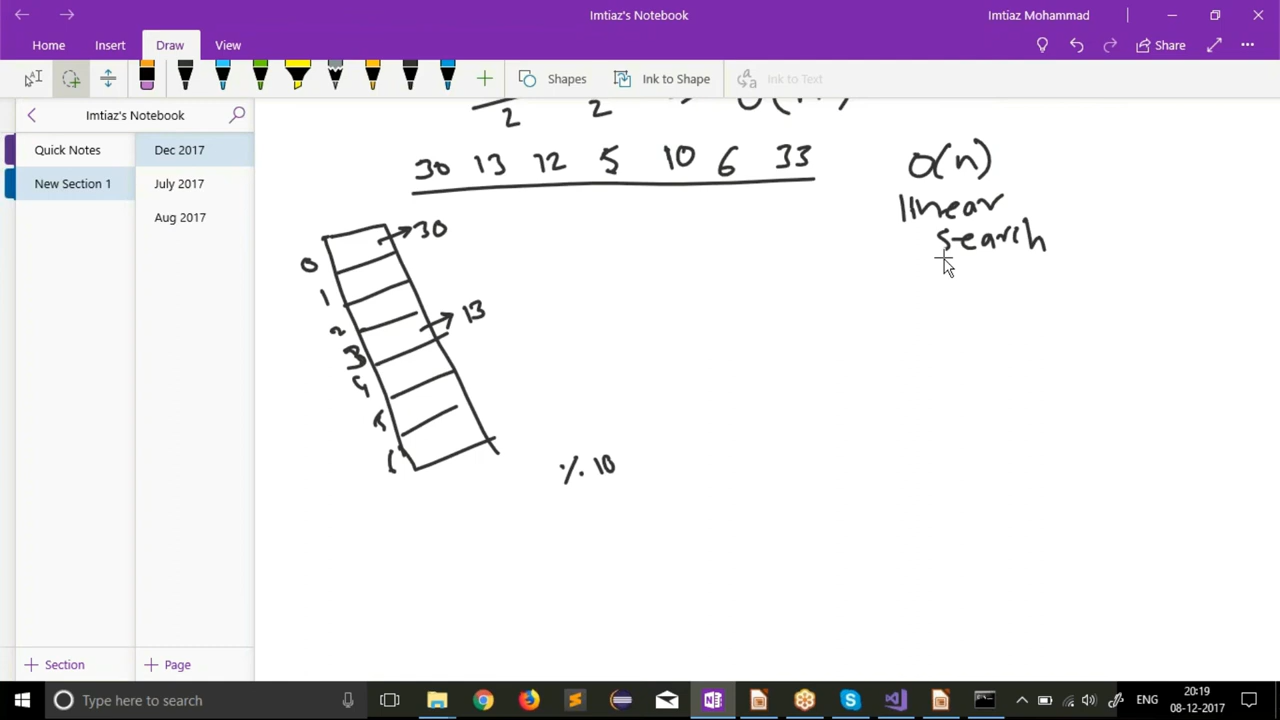 Imtiaz's Notebook
Imtiaz Mohammad
Home Insert Draw View
Share
Shapes
Ink to Shape
Ink to Text
Imtiaz's Notebook
Quick Notes
New Section 1
Dec 2017
July 2017
Aug 2017
2 2
30 13 12 5 10 6 33
O(n)
linear
search
30
0
1
13
2
3
4
5
% 10
Section
Page
Type here to search
ENG
20:19
08-12-2017